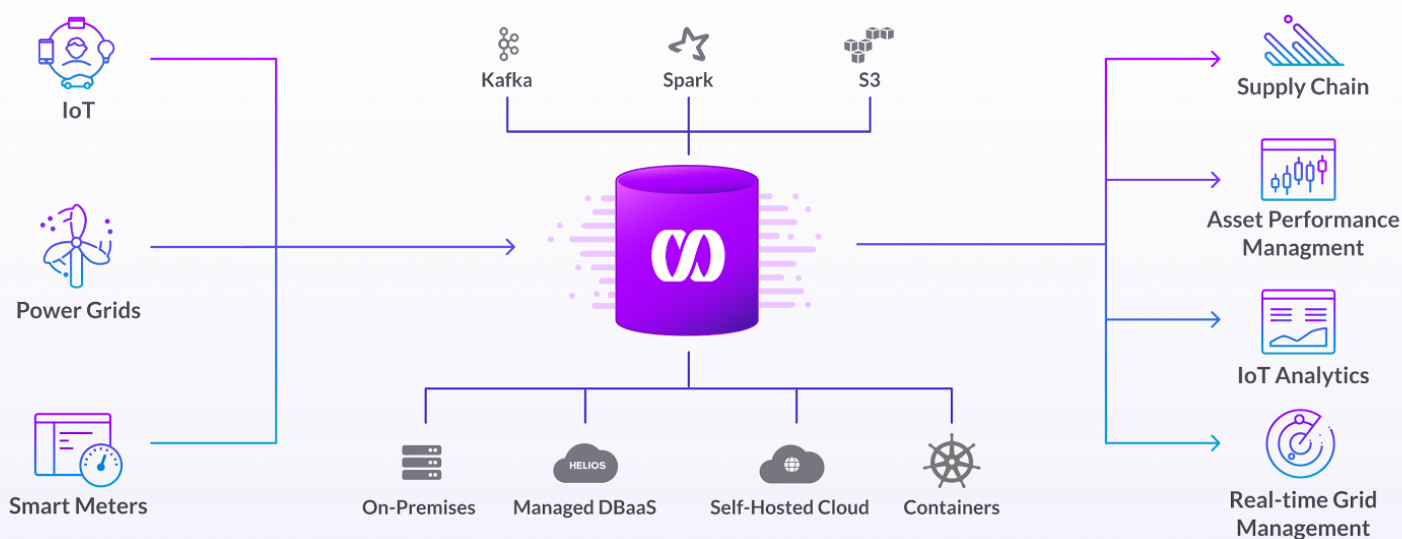 IoT
Power Grids
Smart Meters
Kafka
Spark
S3
HELIOS
On-Premises
Managed DBaaS
Self-Hosted Cloud
Containers
Supply Chain
Asset Performance
Managment
IoT Analytics
Real-time Grid
Management